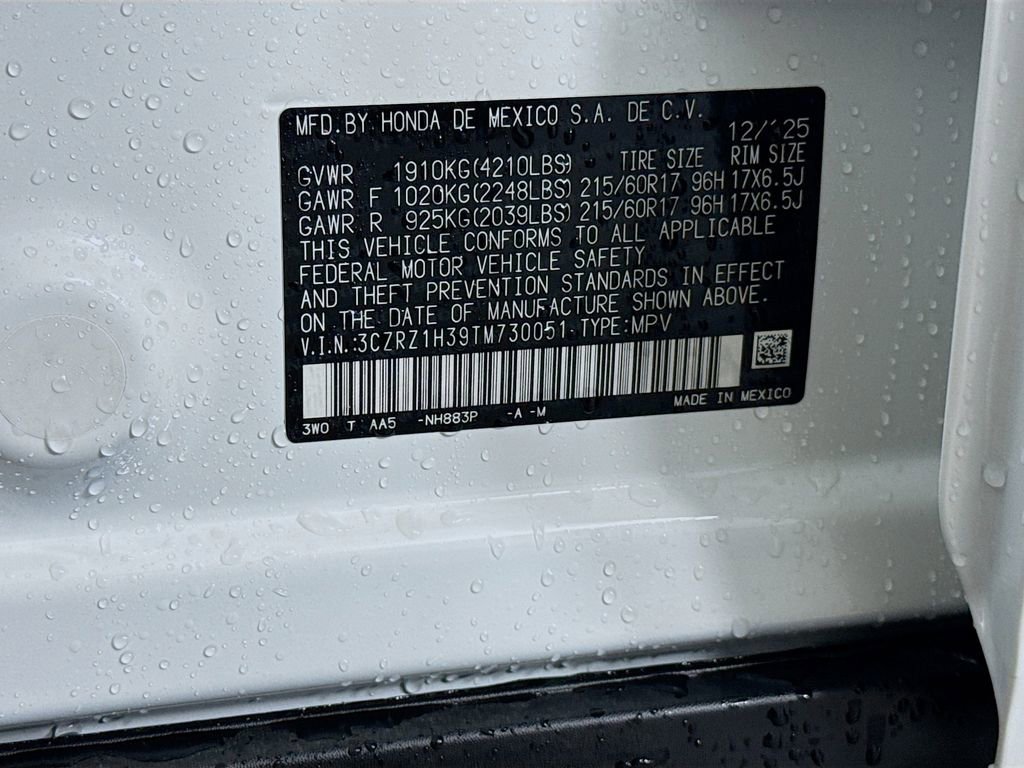 MFD.BY HONDA DE MEXICO S.A. DE C.V.
12/'25
GVWR 1910KG(4210LBS) TIRE SIZE RIM SIZE
GAWR F 1020KG(2248LBS) 215/60R17 96H 17X6.5J
GAWR R 925KG(2039LBS) 215/60R17 96H 17X6.5J
THIS VEHICLE CONFORMS TO ALL APPLICABLE
FEDERAL MOTOR VEHICLE SAFETY
AND THEFT PREVENTION STANDARDS IN EFFECT
ON THE DATE OF MANUFACTURE SHOWN ABOVE.
V.I.N.:3CZRZ1H39TM730051 TYPE:MPV
MADE IN MEXICO
3W0 T AA5 -NH883P -A -M